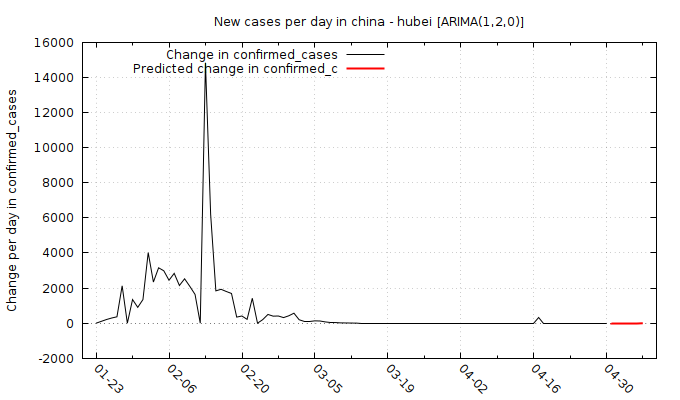 New cases per day in china - hubei [ARIMA(1,2,0)]
Change in confirmed_cases
Predicted change in confirmed_c
Change per day in confirmed_cases
16000
14000
12000
10000
8000
6000
4000
2000
0
-2000
01-23 02-06 02-20 03-05 03-19 04-02 04-16 04-30